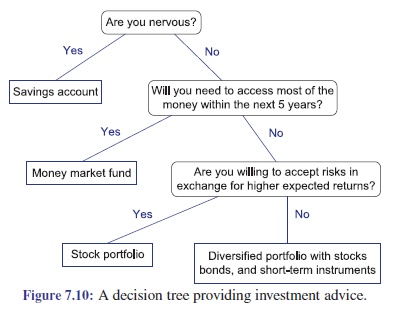 Are you nervous?
Yes
No
Savings account
Will you need to access most of the
money within the next 5 years?
Yes
No
Money market fund
Are you willing to accept risks in
exchange for higher expected returns?
Yes
No
Stock portfolio
Diversified portfolio with stocks
bonds, and short-term instruments
Figure 7.10: A decision tree providing investment advice.